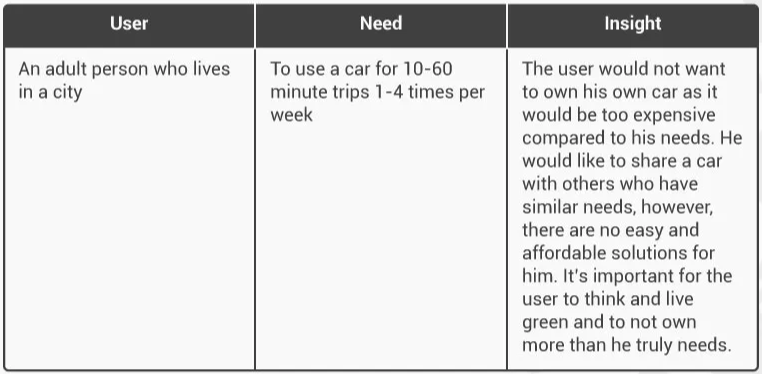 User
Need
Insight
An adult person who lives
in a city
To use a car for 10-60
minute trips 1-4 times per
week
The user would not want
to own his own car as it
would be too expensive
compared to his needs. He
would like to share a car
with others who have
similar needs, however,
there are no easy and
affordable solutions for
him. It's important for the
user to think and live
green and to not own
more than he truly needs.